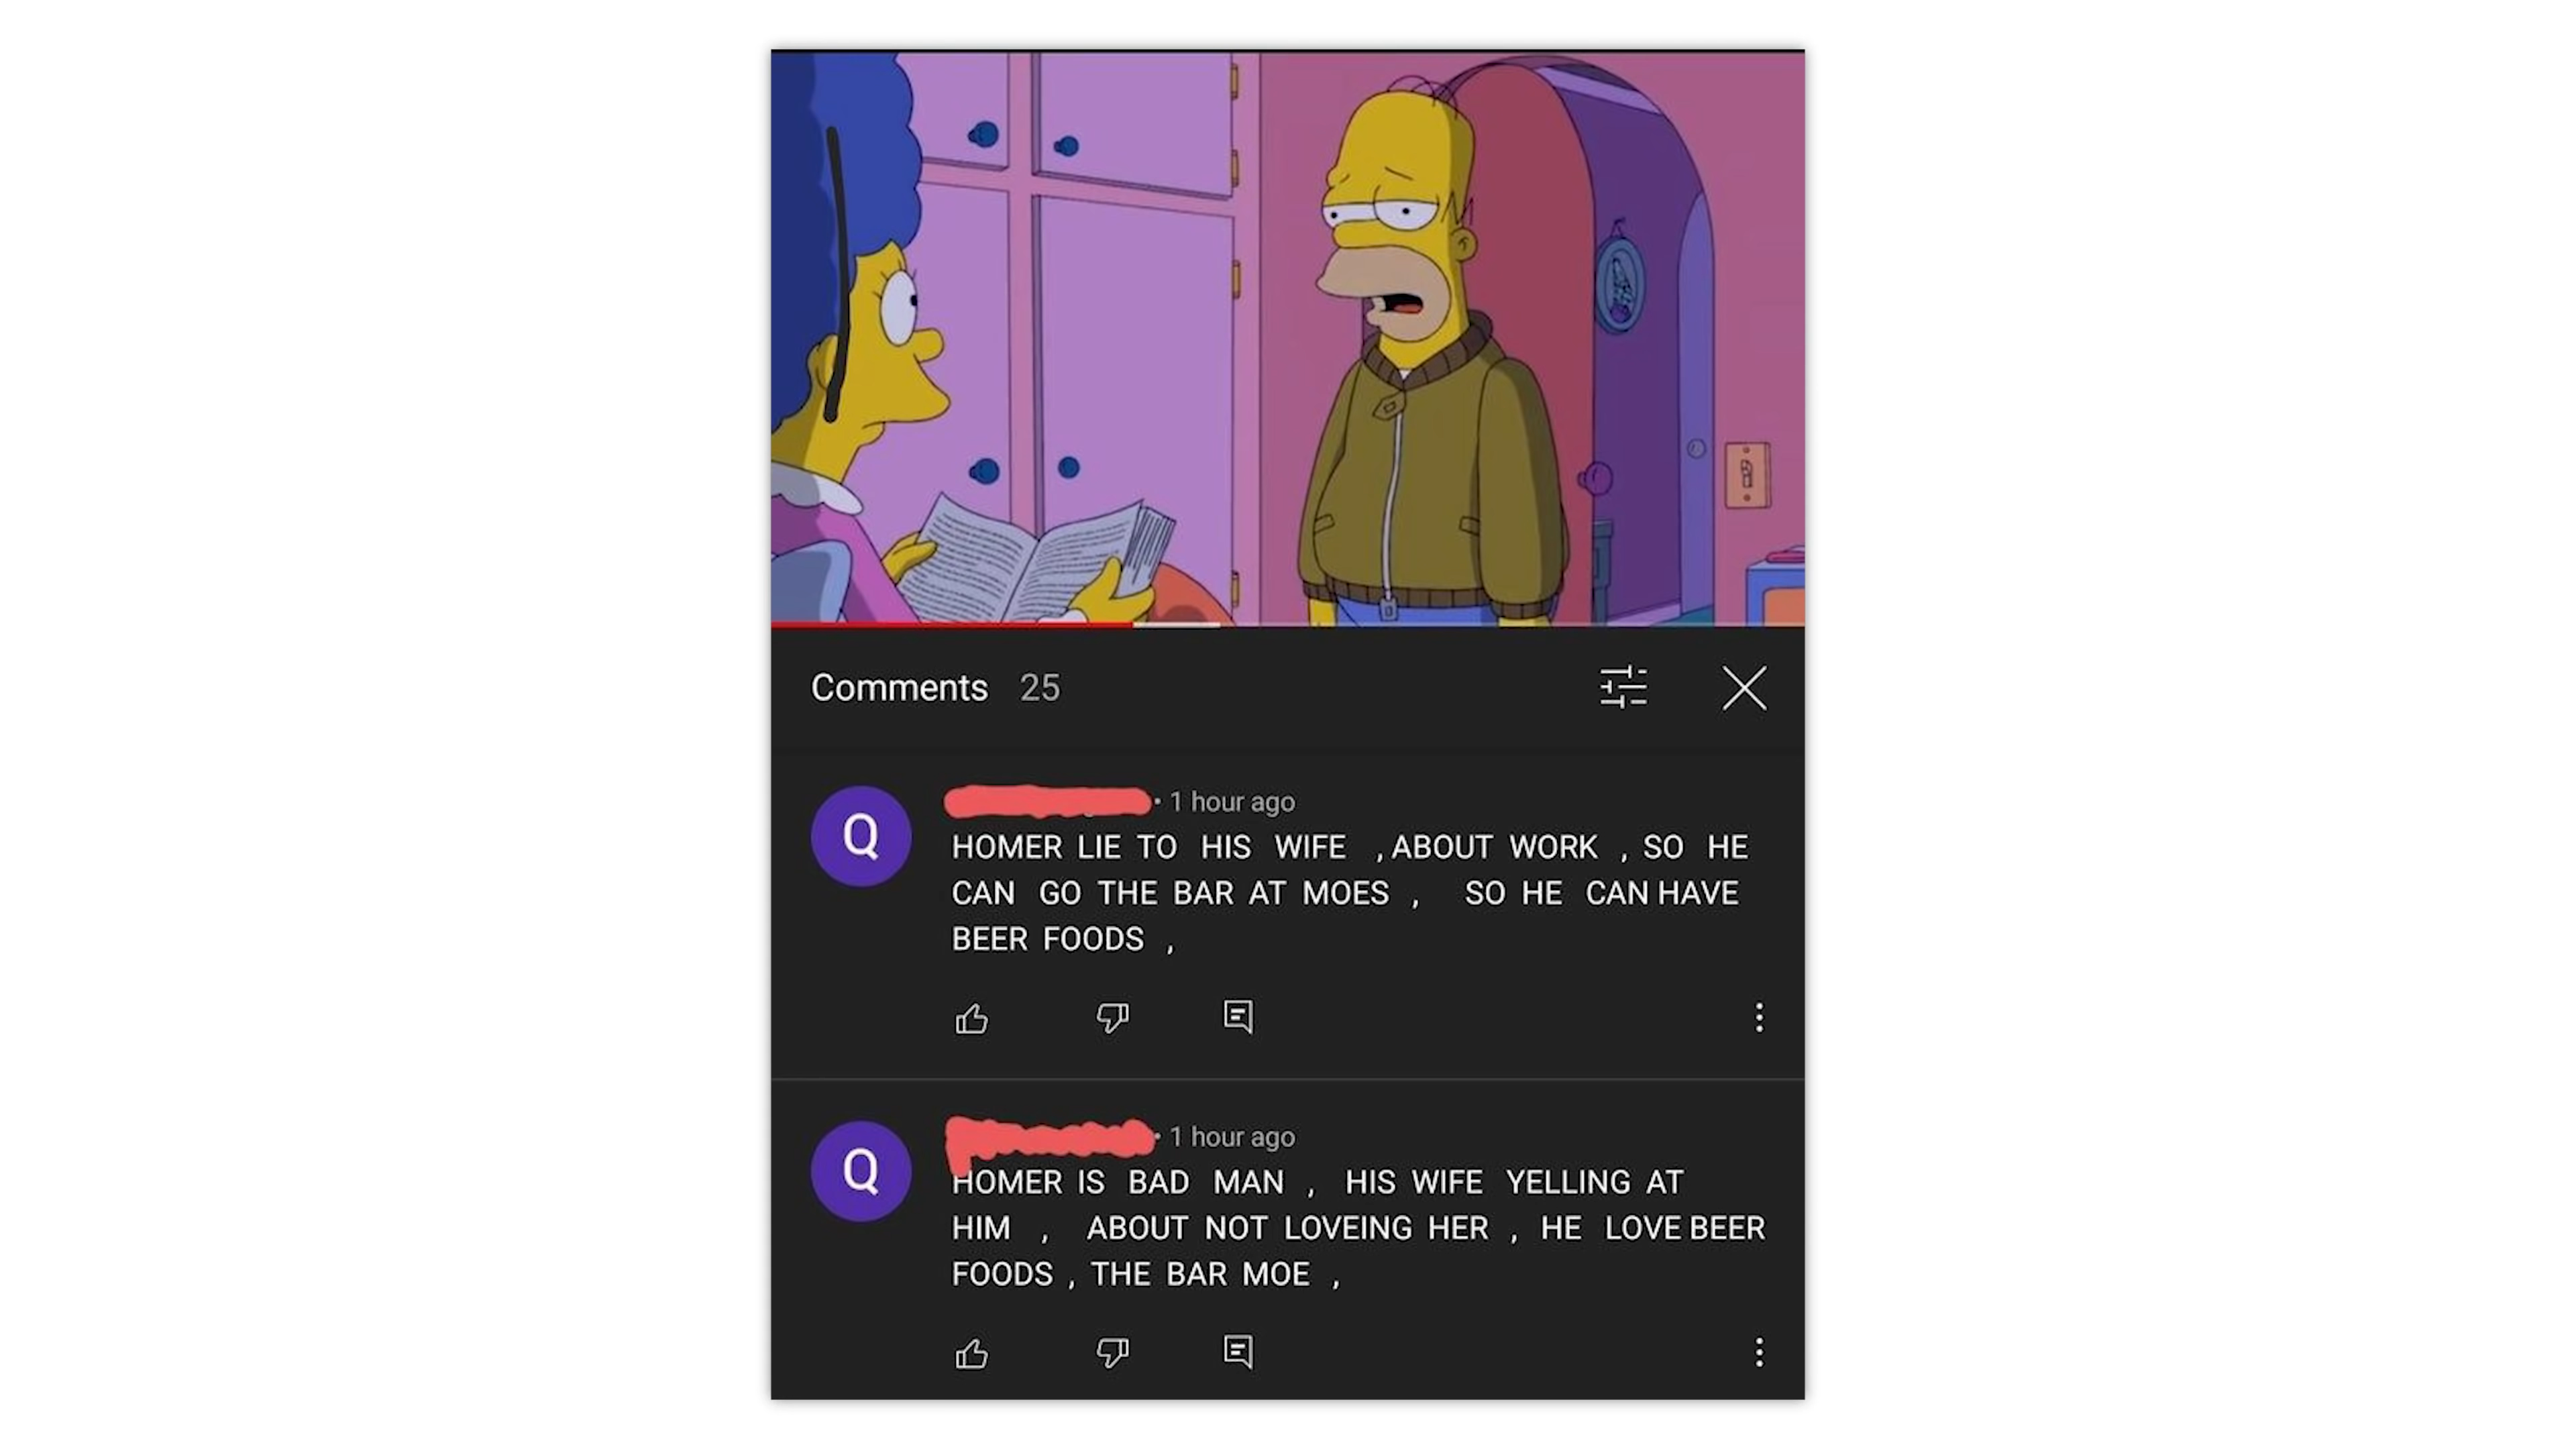 Comments 25
Q
• 1 hour ago
HOMER LIE TO HIS WIFE ,ABOUT WORK , SO HE
CAN GO THE BAR AT MOES , SO HE CAN HAVE
BEER FOODS ,
Q
• 1 hour ago
HOMER IS BAD MAN , HIS WIFE YELLING AT
HIM , ABOUT NOT LOVEING HER , HE LOVE BEER
FOODS , THE BAR MOE ,